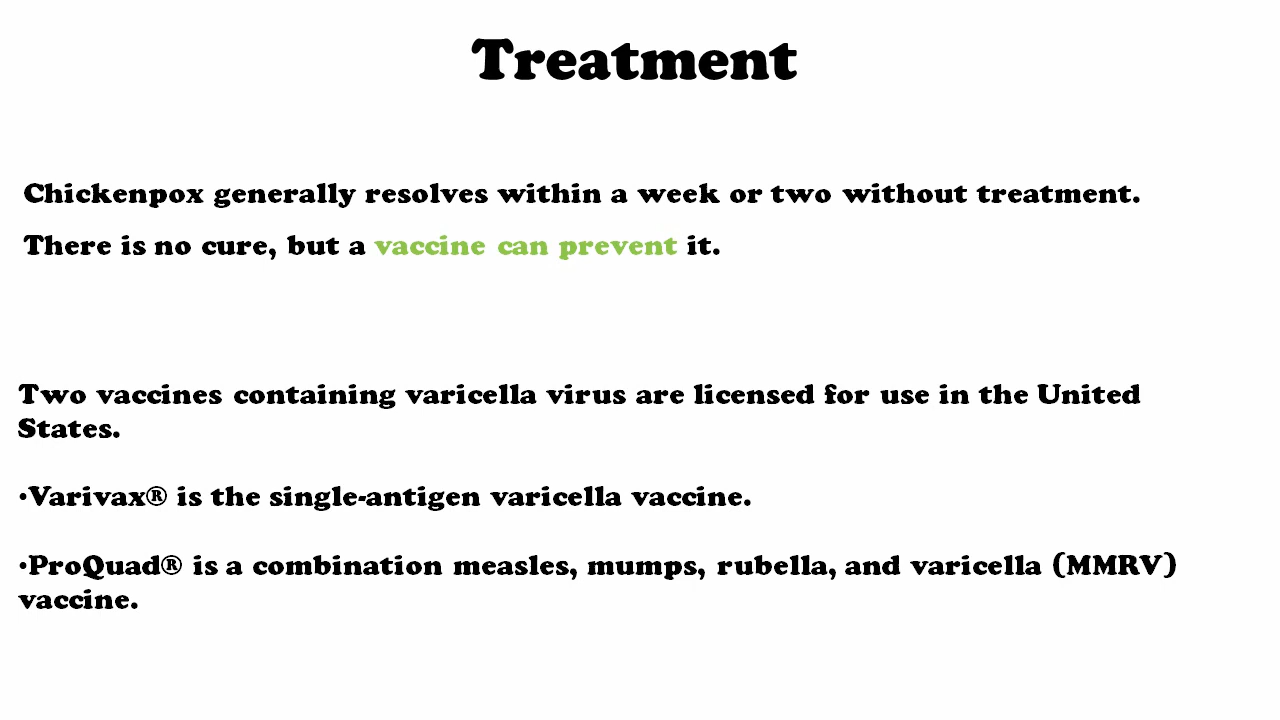 Treatment
Chickenpox generally resolves within a week or two without treatment.
There is no cure, but a vaccine can prevent it.
Two vaccines containing varicella virus are licensed for use in the United
States.
•Varivax® is the single-antigen varicella vaccine.
•ProQuad® is a combination measles, mumps, rubella, and varicella (MMRV)
vaccine.